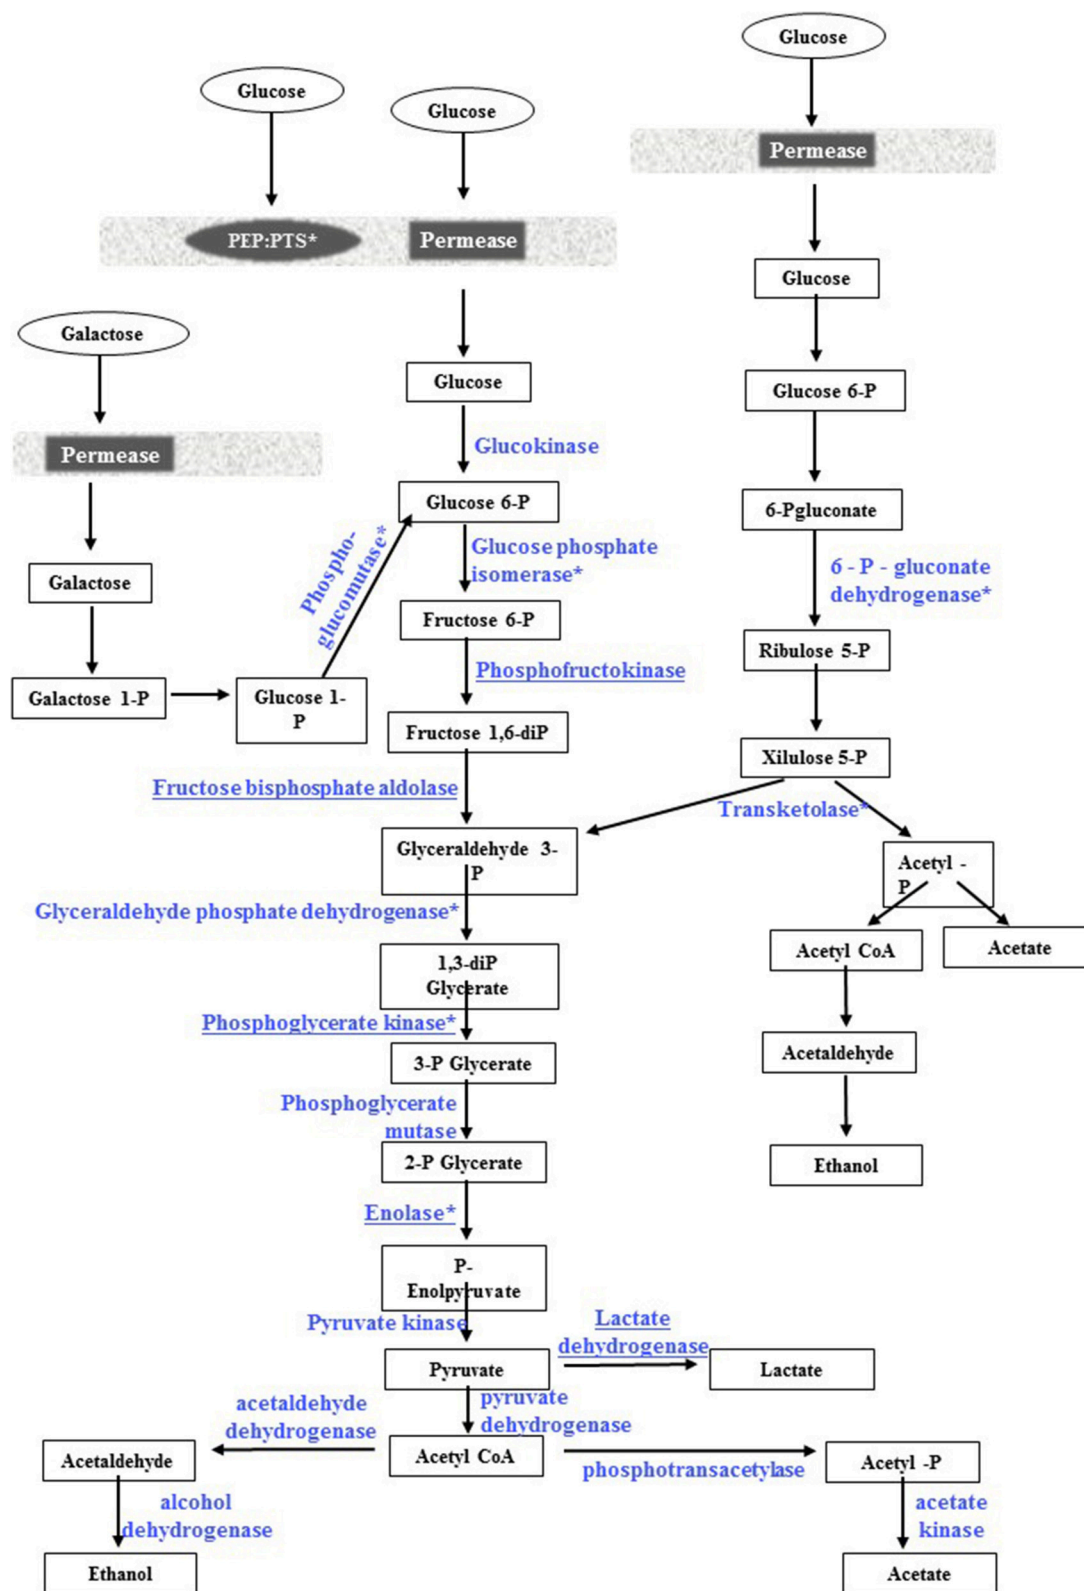 Glucose
Glucose
Glucose
Permease
PEP:PTS*
Permease
Glucose
Galactose
Glucose
Glucose 6-P
Glucokinase
Permease
Glucose 6-P
6-Pgluconate
Phospho-
glucomutase*
Glucose phosphate
isomerase*
6 - P - gluconate
dehydrogenase*
Galactose
Fructose 6-P
Ribulose 5-P
Phosphofructokinase
Galactose 1-P
Glucose 1-
P
Fructose 1,6-diP
Xilulose 5-P
Fructose bisphosphate aldolase
Transketolase*
Glyceraldehyde 3-
P
Acetyl -
P
Glyceraldehyde phosphate dehydrogenase*
Acetyl CoA
Acetate
1,3-diP
Glycerate
Phosphoglycerate kinase*
Acetaldehyde
3-P Glycerate
Phosphoglycerate
mutase
2-P Glycerate
Ethanol
Enolase*
P-
Enolpyruvate
Pyruvate kinase
Lactate
dehydrogenase
Pyruvate
Lactate
acetaldehyde
dehydrogenase
pyruvate
dehydrogenase
Acetaldehyde
Acetyl CoA
phosphotransacetylase
Acetyl -P
alcohol
dehydrogenase
acetate
kinase
Ethanol
Acetate